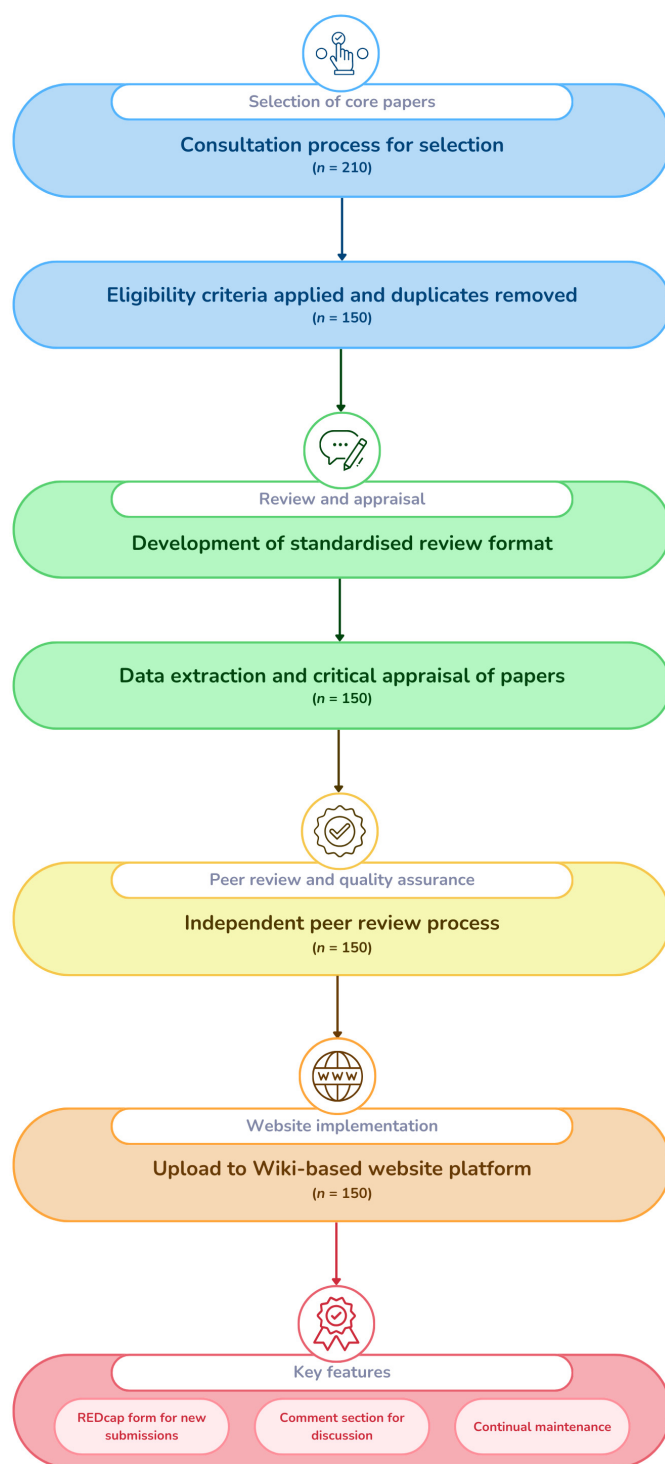 Selection of core papers
Consultation process for selection
(n = 210)
Eligibility criteria applied and duplicates removed
(n = 150)
Review and appraisal
Development of standardised review format
Data extraction and critical appraisal of papers
(n = 150)
Peer review and quality assurance
Independent peer review process
(n = 150)
WWW
Website implementation
Upload to Wiki-based website platform
(n = 150)
Key features
REDcap form for new
submissions
Comment section for
discussion
Continual maintenance